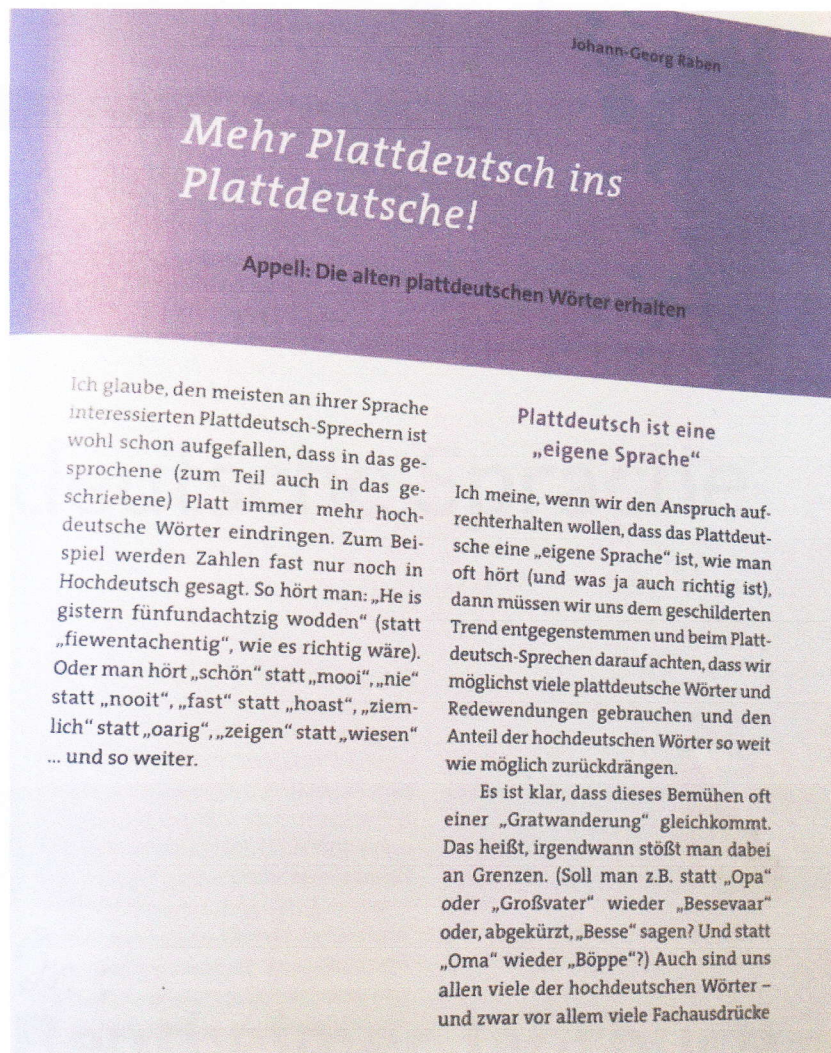 Johann-Georg Raben
Mehr Plattdeutsch ins
Plattdeutsche!
Appell: Die alten plattdeutschen Wörter erhalten
Ich glaube, den meisten an ihrer Sprache
interessierten Plattdeutsch-Sprechern ist
wohl schon aufgefallen, dass in das ge-
sprochene (zum Teil auch in das ge-
schriebene) Platt immer mehr hoch-
deutsche Wörter eindringen. Zum Bei-
spiel werden Zahlen fast nur noch in
Hochdeutsch gesagt. So hört man: „He is
gistern fünfundachtzig wodden“ (statt
„fiewentachentig“, wie es richtig wäre).
Oder man hört „schön“ statt „mooi“, „nie“
statt „nooit“, „fast“ statt „hoast“, „ziem-
lich“ statt „oarig“, „zeigen“ statt „wiesen“
... und so weiter.
Plattdeutsch ist eine
„eigene Sprache“
Ich meine, wenn wir den Anspruch auf-
rechterhalten wollen, dass das Plattdeut-
sche eine „eigene Sprache“ ist, wie man
oft hört (und was ja auch richtig ist),
dann müssen wir uns dem geschilderten
Trend entgegenstemmen und beim Platt-
deutsch-Sprechen darauf achten, dass wir
möglichst viele plattdeutsche Wörter und
Redewendungen gebrauchen und den
Anteil der hochdeutschen Wörter so weit
wie möglich zurückdrängen.
Es ist klar, dass dieses Bemühen oft
einer „Gratwanderung“ gleichkommt.
Das heißt, irgendwann stößt man dabei
an Grenzen. (Soll man z.B. statt „Opa“
oder „Großvater“ wieder „Bessevaar“
oder, abgekürzt, „Besse“ sagen? Und statt
„Oma“ wieder „Böppe“?) Auch sind uns
allen viele der hochdeutschen Wörter –
und zwar vor allem viele Fachausdrücke